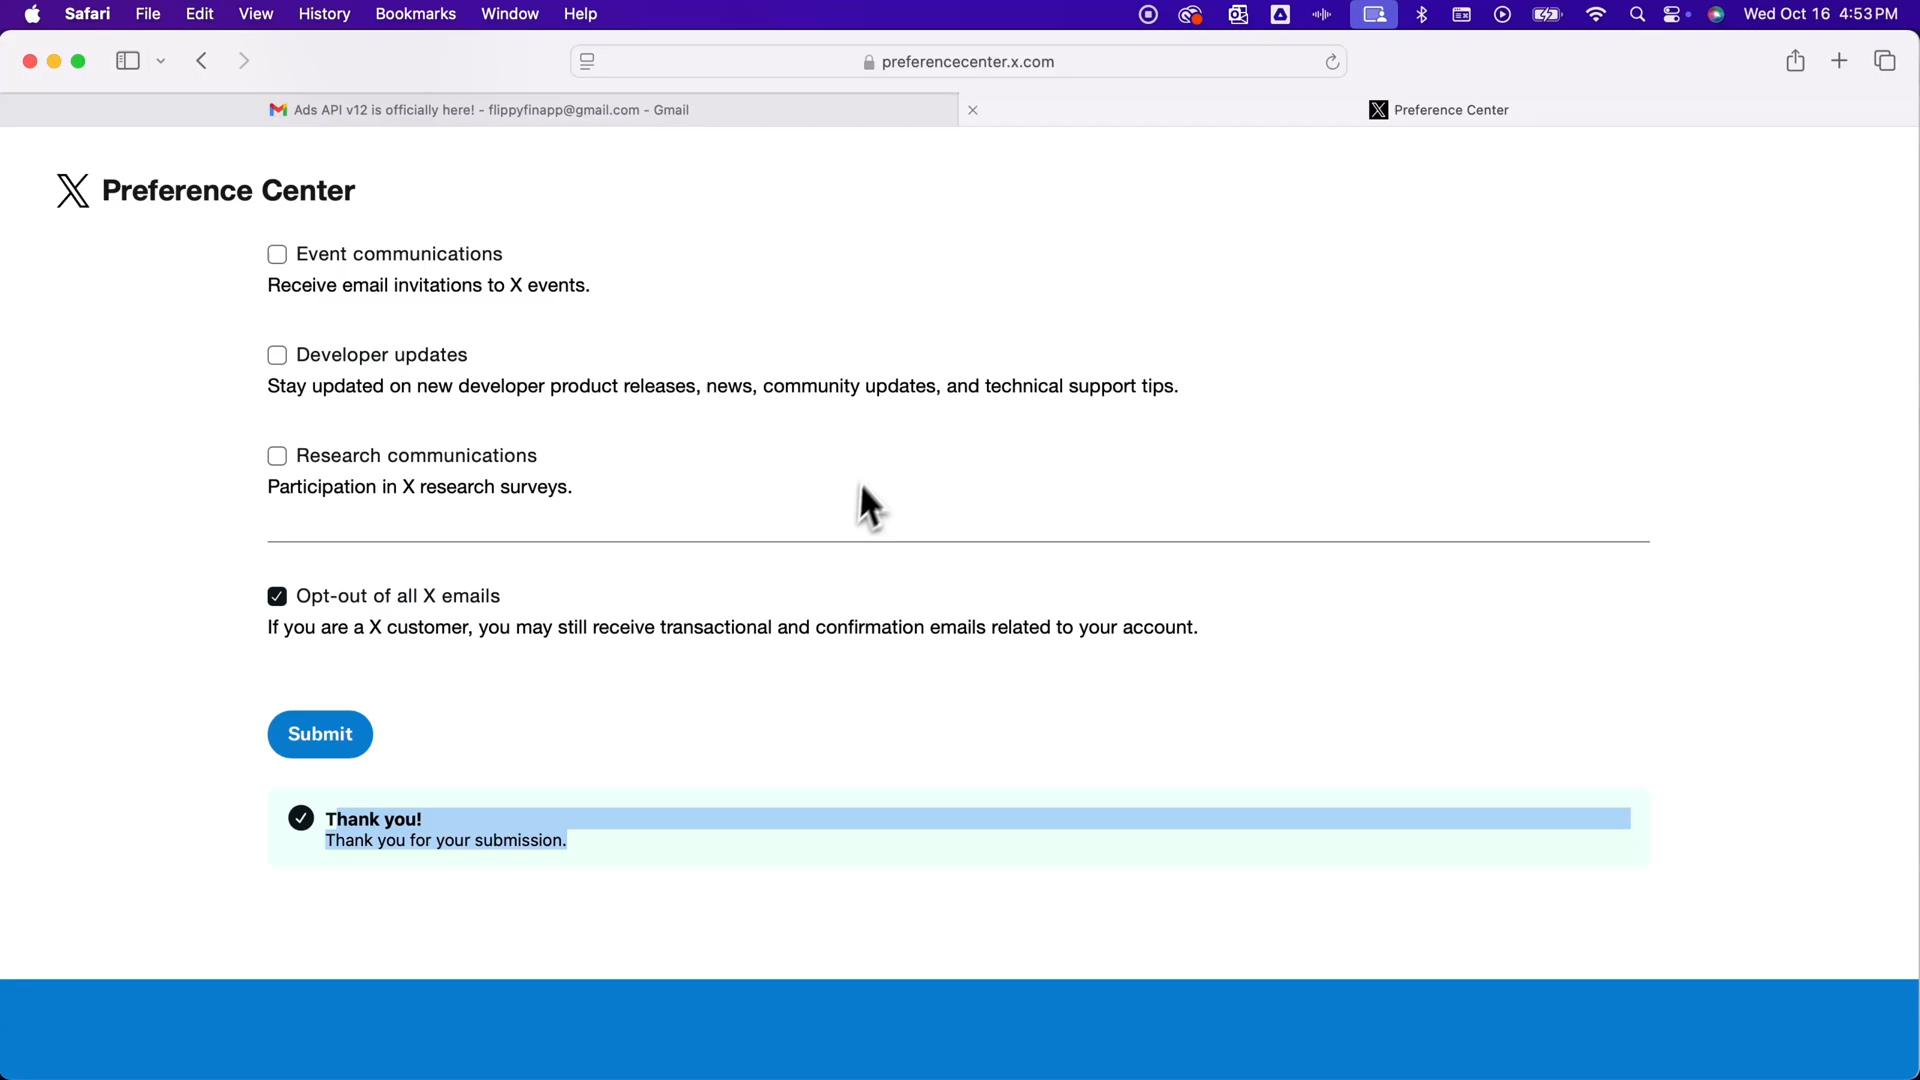 Safari File Edit View History Bookmarks Window Help Wed Oct 16 4:53 PM
preferencecenter.x.com
Ads API v12 is officially here! - flippyfinapp@gmail.com - Gmail
Preference Center
Preference Center
Event communications
Receive email invitations to X events.
Developer updates
Stay updated on new developer product releases, news, community updates, and technical support tips.
Research communications
Participation in X research surveys.
Opt-out of all X emails
If you are a X customer, you may still receive transactional and confirmation emails related to your account.
Submit
Thank you!
Thank you for your submission.